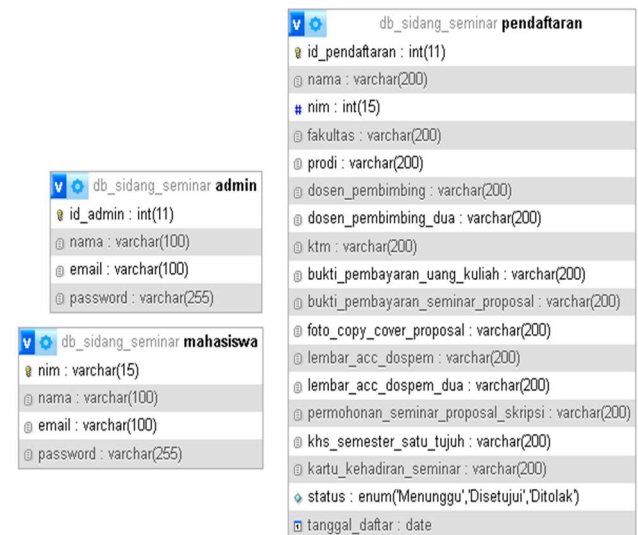 db_sidang_seminar admin
id_admin : int(11)
nama : varchar(100)
email : varchar(100)
password : varchar(255)
db_sidang_seminar mahasiswa
nim : varchar(15)
nama : varchar(100)
email : varchar(100)
password : varchar(255)
db_sidang_seminar pendaftaran
id_pendaftaran : int(11)
nama : varchar(200)
# nim : int(15)
fakultas : varchar(200)
prodi : varchar(200)
dosen_pembimbing : varchar(200)
dosen_pembimbing_dua : varchar(200)
ktm : varchar(200)
bukti_pembayaran_uang_kuliah : varchar(200)
bukti_pembayaran_seminar_proposal : varchar(200)
foto_copy_cover_proposal : varchar(200)
lembar_acc_dospem : varchar(200)
lembar_acc_dospem_dua : varchar(200)
permohonan_seminar_proposal_skripsi : varchar(200)
khs_semester_satu_tujuh : varchar(200)
kartu_kehadiran_seminar : varchar(200)
status : enum('Menunggu','Disetujui','Ditolak')
tanggal_daftar : date